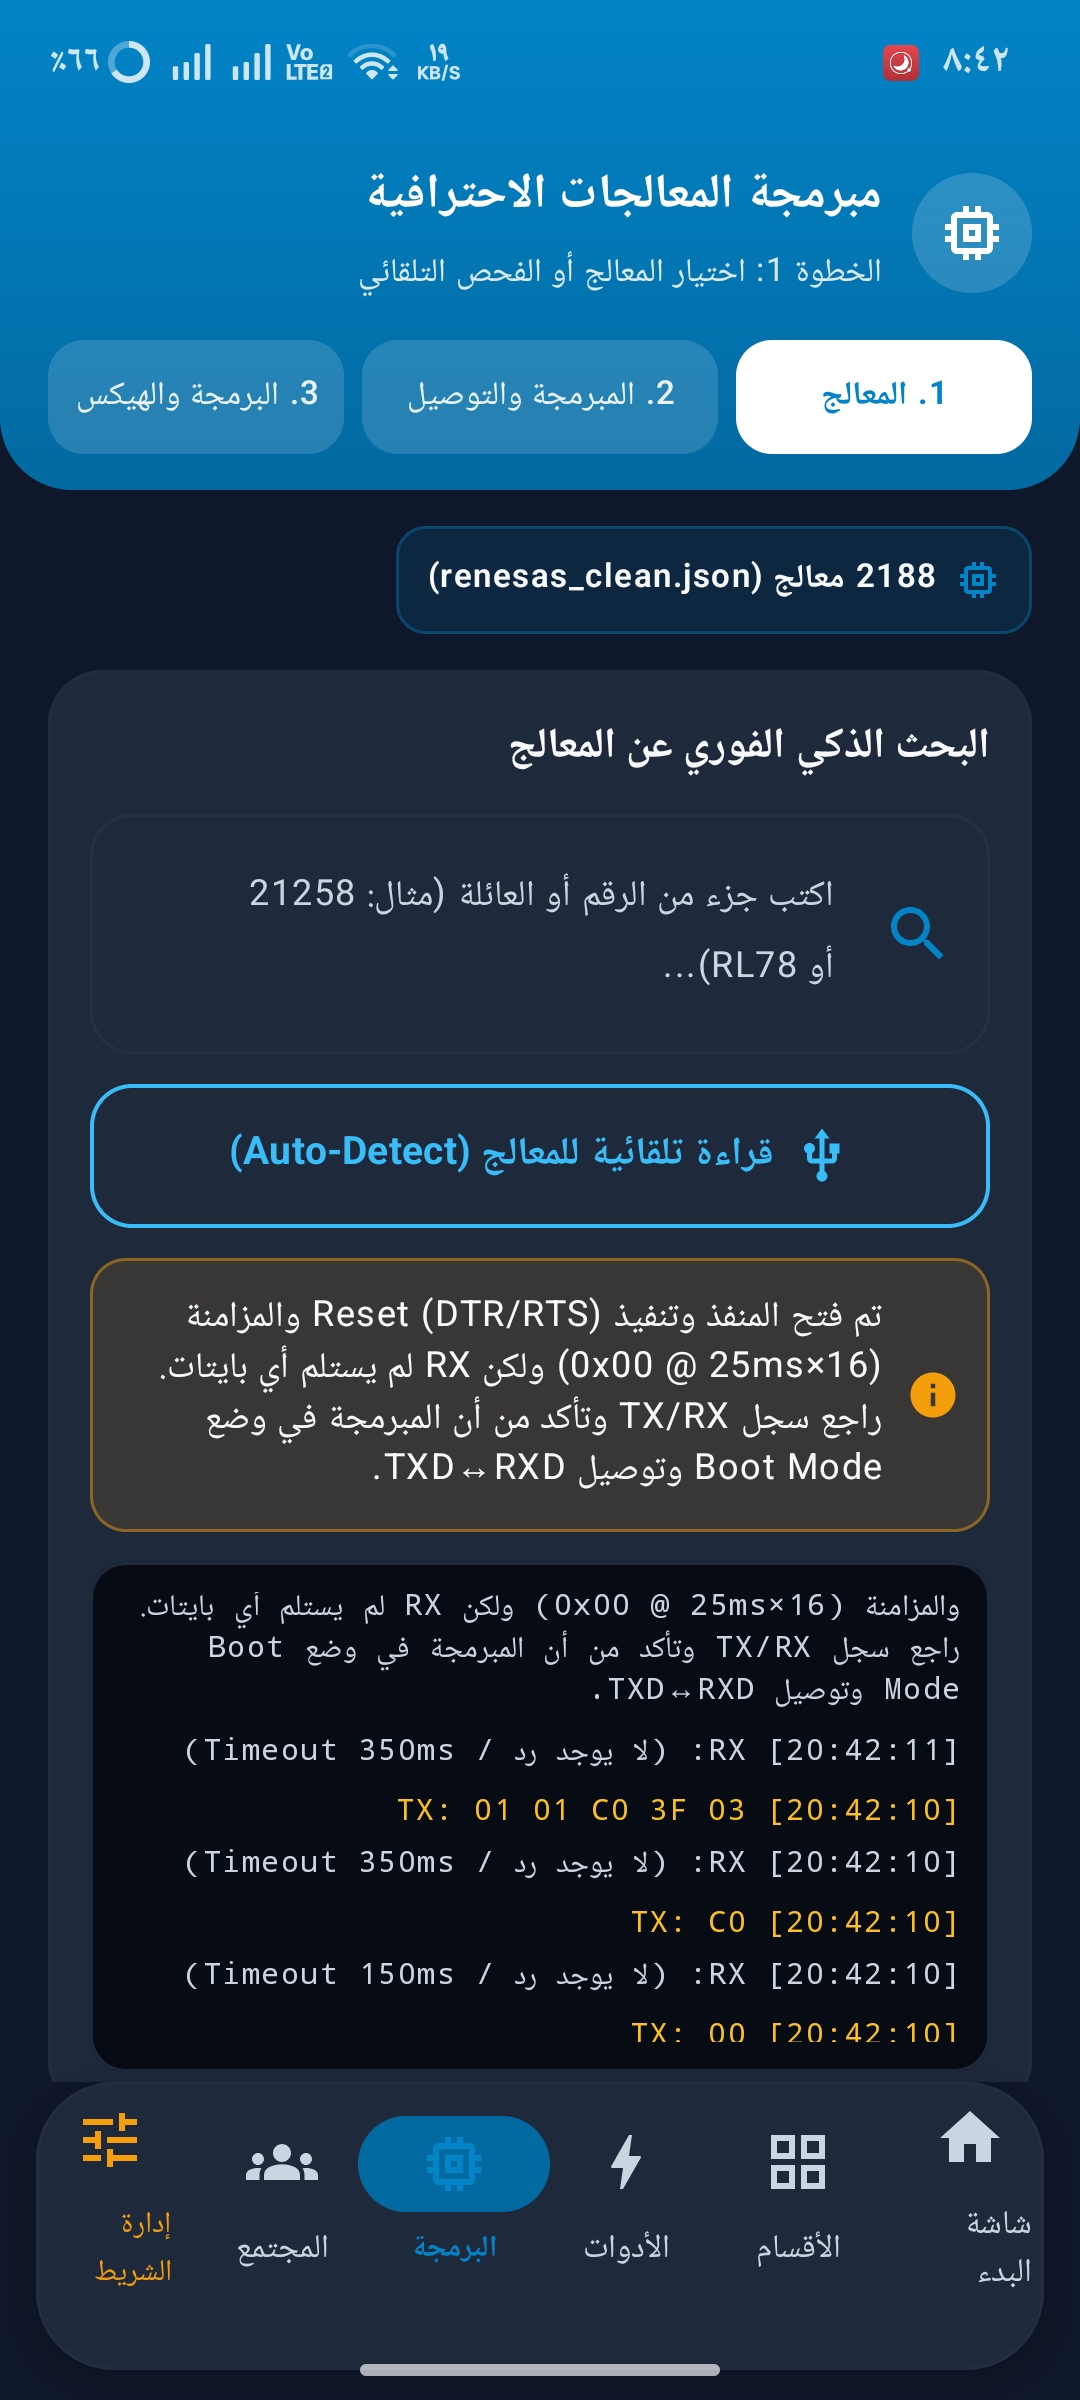 ٨:٤٢
١٩ KB/S
Vo LTE2
٪٦٦
مبرمجة المعالجات الاحترافية
الخطوة 1: اختيار المعالج أو الفحص التلقائي
1. المعالج
2. المبرمجة والتوصيل
3. البرمجة والهيكس
2188 معالج (renesas_clean.json)
البحث الذكي الفوري عن المعالج
اكتب جزء من الرقم أو العائلة (مثال: 21258
أو RL78)...
قراءة تلقائية للمعالج (Auto-Detect)
تم فتح المنفذ وتنفيذ Reset (DTR/RTS) والمزامنة
(0x00 @ 25ms×16) ولكن RX لم يستلم أي بايتات.
راجع سجل TX/RX وتأكد من أن المبرمجة في وضع
Boot Mode وتوصيل TXD↔RXD.
والمزامنة (0x00 @ 25ms×16) ولكن RX لم يستلم أي بايتات.
راجع سجل TX/RX وتأكد من أن المبرمجة في وضع Boot
Mode وتوصيل TXD↔RXD.
[20:42:11] RX: (لا يوجد رد / Timeout 350ms)
[20:42:10] TX: 01 01 C0 3F 03
[20:42:10] RX: (لا يوجد رد / Timeout 350ms)
[20:42:10] TX: C0
[20:42:10] RX: (لا يوجد رد / Timeout 150ms)
[20:42:10] TX: 00
شاشة
البدء
الأقسام
الأدوات
البرمجة
المجتمع
إدارة
الشريط